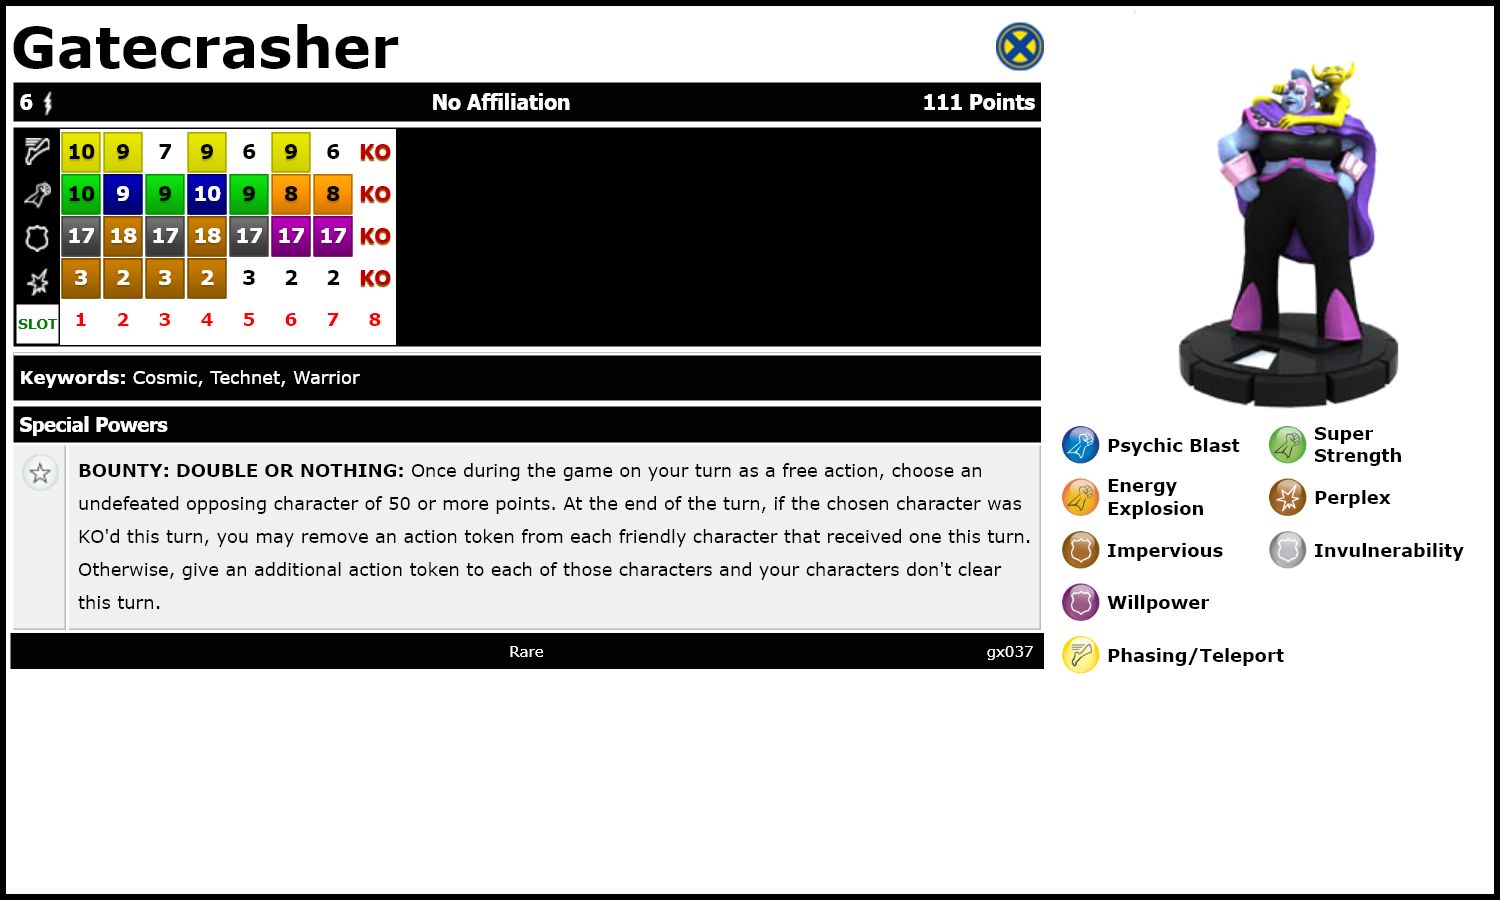 Gatecrasher
6 No Affiliation 111 Points
10 9 7 9 6 9 6 KO
10 9 9 10 9 8 8 KO
17 18 17 18 17 17 17 KO
3 2 3 2 3 2 2 KO
SLOT 1 2 3 4 5 6 7 8
Keywords: Cosmic, Technet, Warrior
Special Powers
BOUNTY: DOUBLE OR NOTHING: Once during the game on your turn as a free action, choose an
undefeated opposing character of 50 or more points. At the end of the turn, if the chosen character was
KO'd this turn, you may remove an action token from each friendly character that received one this turn.
Otherwise, give an additional action token to each of those characters and your characters don't clear
this turn.
Rare gx037
Psychic Blast
Super
Strength
Energy
Explosion
Perplex
Impervious
Invulnerability
Willpower
Phasing/Teleport